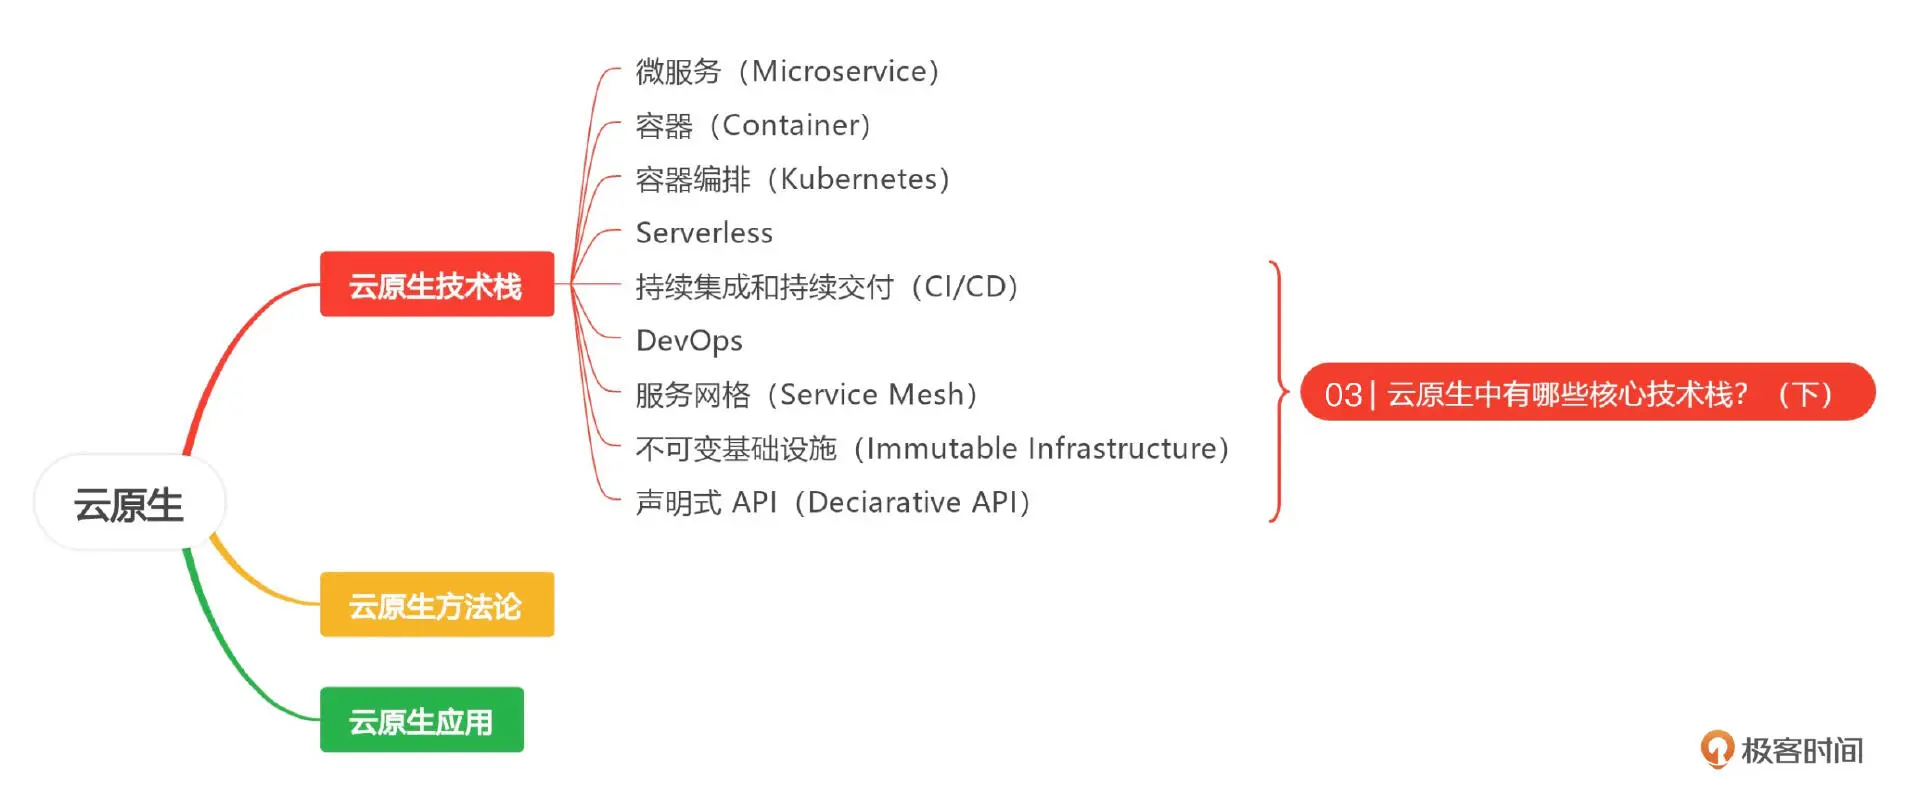 微服务（Microservice）
容器（Container）
容器编排（Kubernetes）
Serverless
云原生技术栈
持续集成和持续交付（CI/CD）
DevOps
服务网格（Service Mesh）
03| 云原生中有哪些核心技术栈？（下）
不可变基础设施（Immutable Infrastructure）
云原生
声明式 API（Deciarative API）
云原生方法论
云原生应用
极客时间